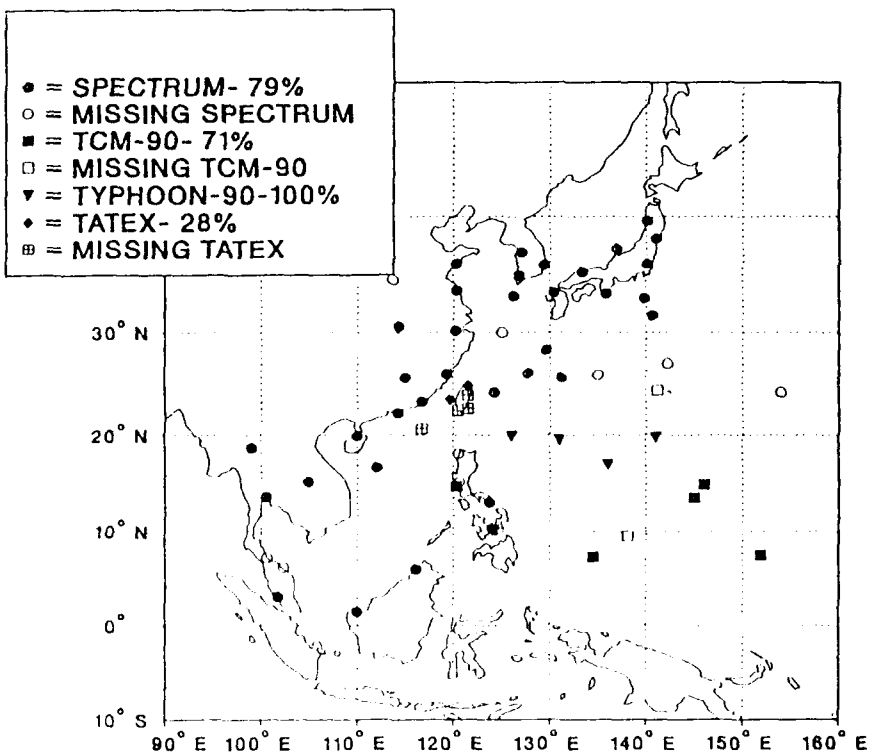 ● = SPECTRUM- 79%
○ = MISSING SPECTRUM
■ = TCM-90- 71%
□ = MISSING TCM-90
▼ = TYPHOON-90-100%
◆ = TATEX- 28%
⊞ = MISSING TATEX
30° N
20° N
10° N
0°
10° S
90° E 100° E 110° E 120° E 130° E 140° E 150° E 160° E